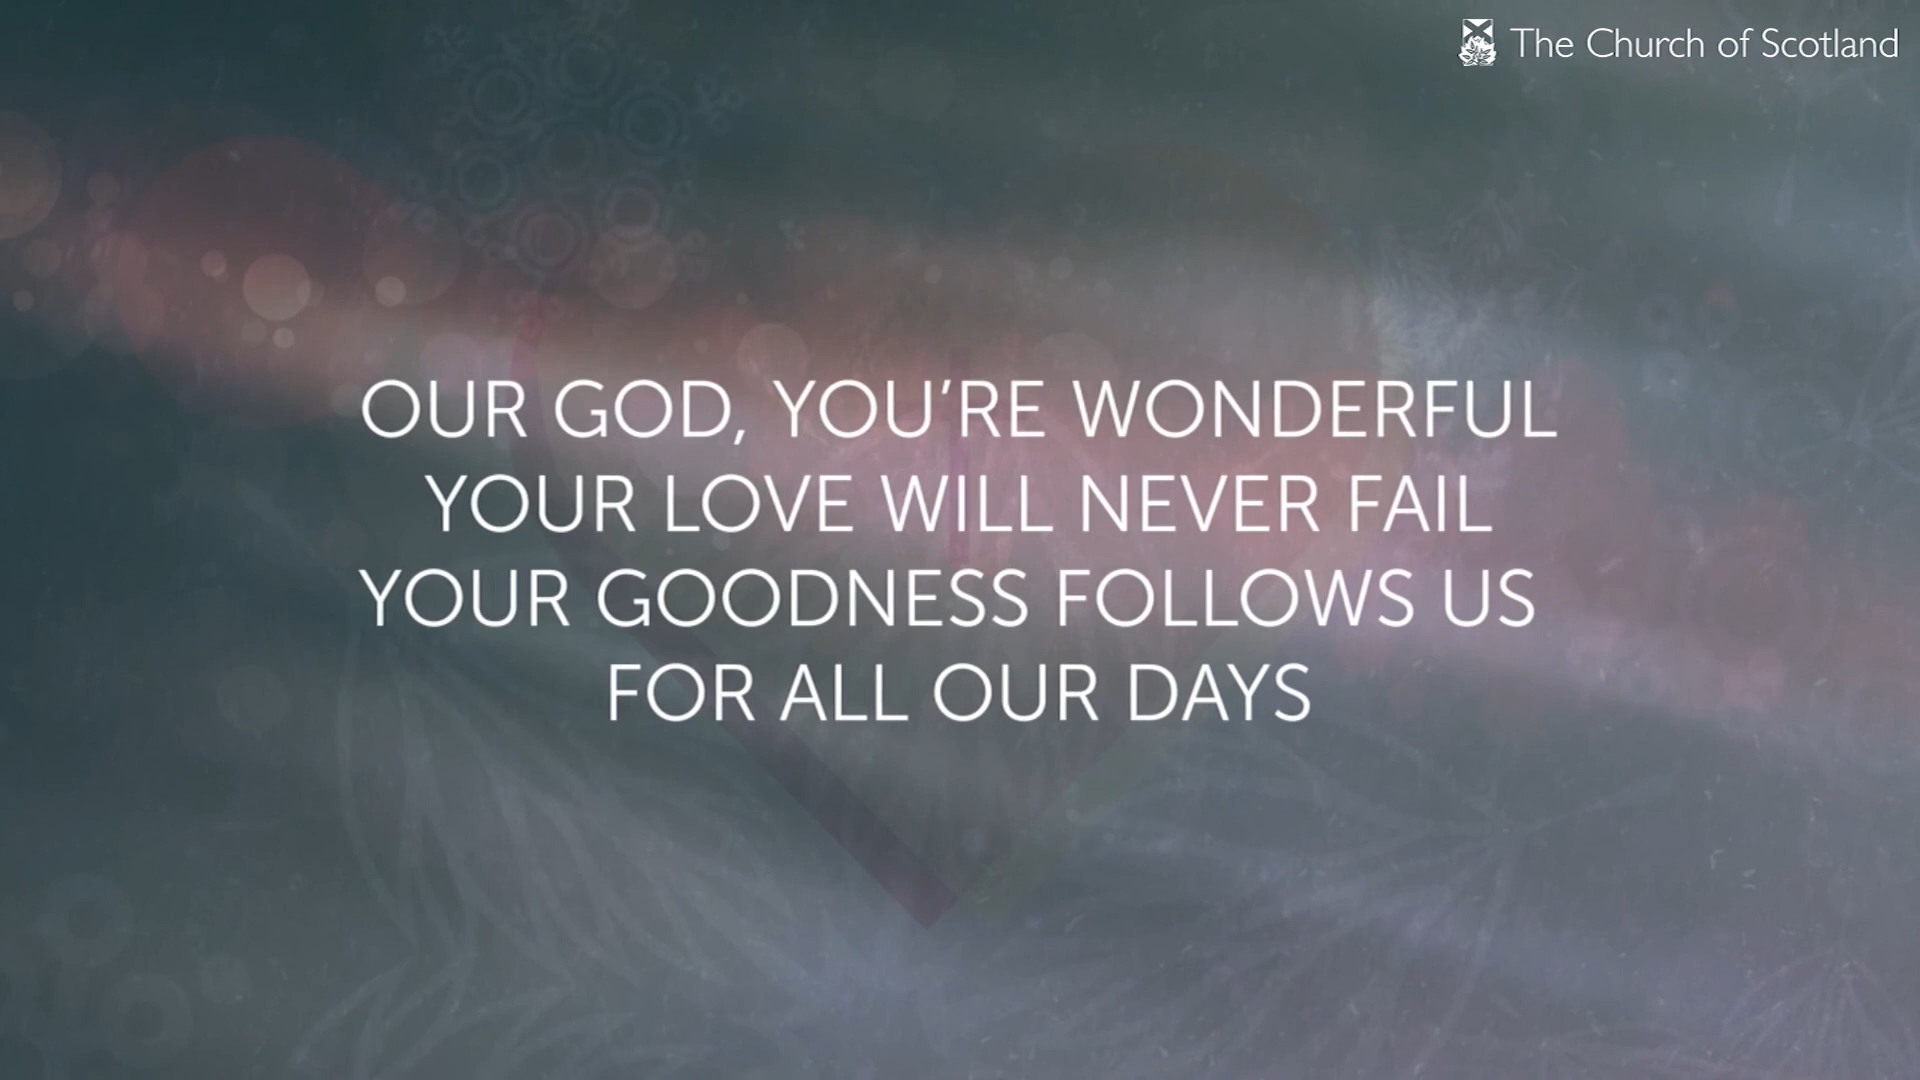 The Church of Scotland
OUR GOD, YOU’RE WONDERFUL
YOUR LOVE WILL NEVER FAIL
YOUR GOODNESS FOLLOWS US
FOR ALL OUR DAYS